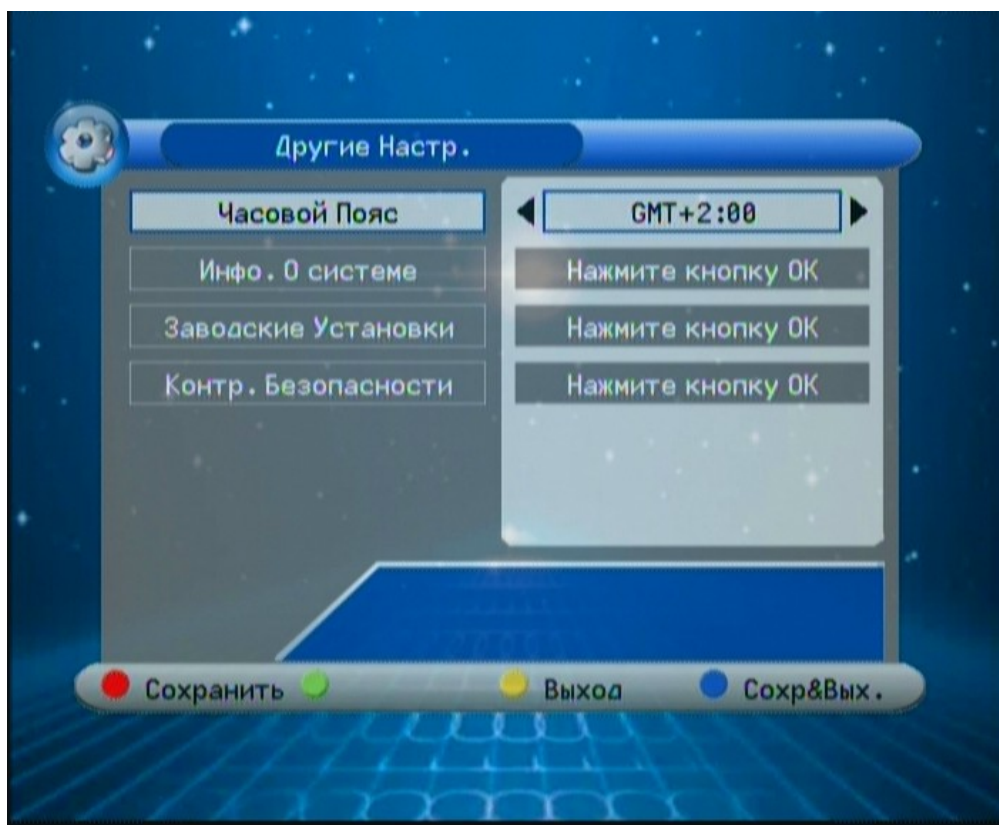 Другие Настр.
Часовой Пояс GMT+2:00
Инфо. О системе Нажмите кнопку ОК
Заводские Установки Нажмите кнопку ОК
Контр. Безопасности Нажмите кнопку ОК
Сохранить Выход Сохр&Вых.